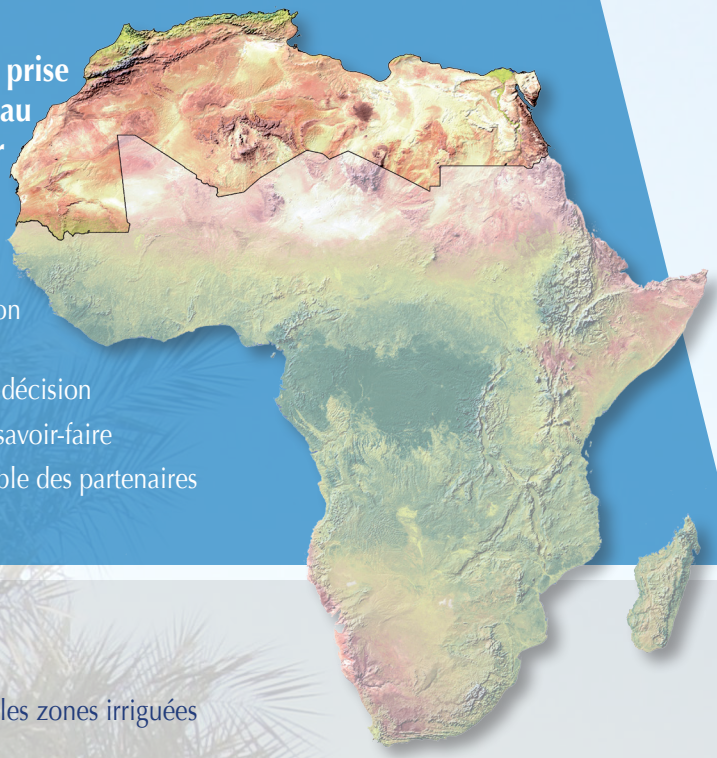 prise
au
on
décision
savoir-faire
ble des partenaires
les zones irriguées